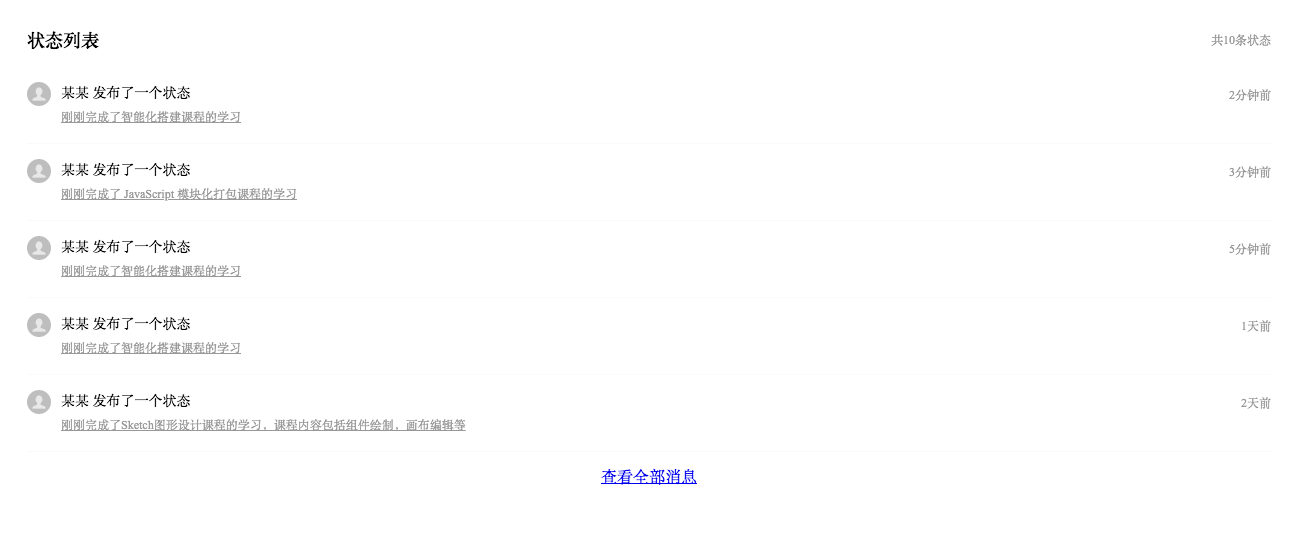 状态列表
共10条状态
某某 发布了一个状态
2分钟前
刚刚完成了智能化搭建课程的学习
某某 发布了一个状态
3分钟前
刚刚完成了 JavaScript 模块化打包课程的学习
某某 发布了一个状态
5分钟前
刚刚完成了智能化搭建课程的学习
某某 发布了一个状态
1天前
刚刚完成了智能化搭建课程的学习
某某 发布了一个状态
2天前
刚刚完成了Sketch图形设计课程的学习，课程内容包括组件绘制，画布编辑等
查看全部消息